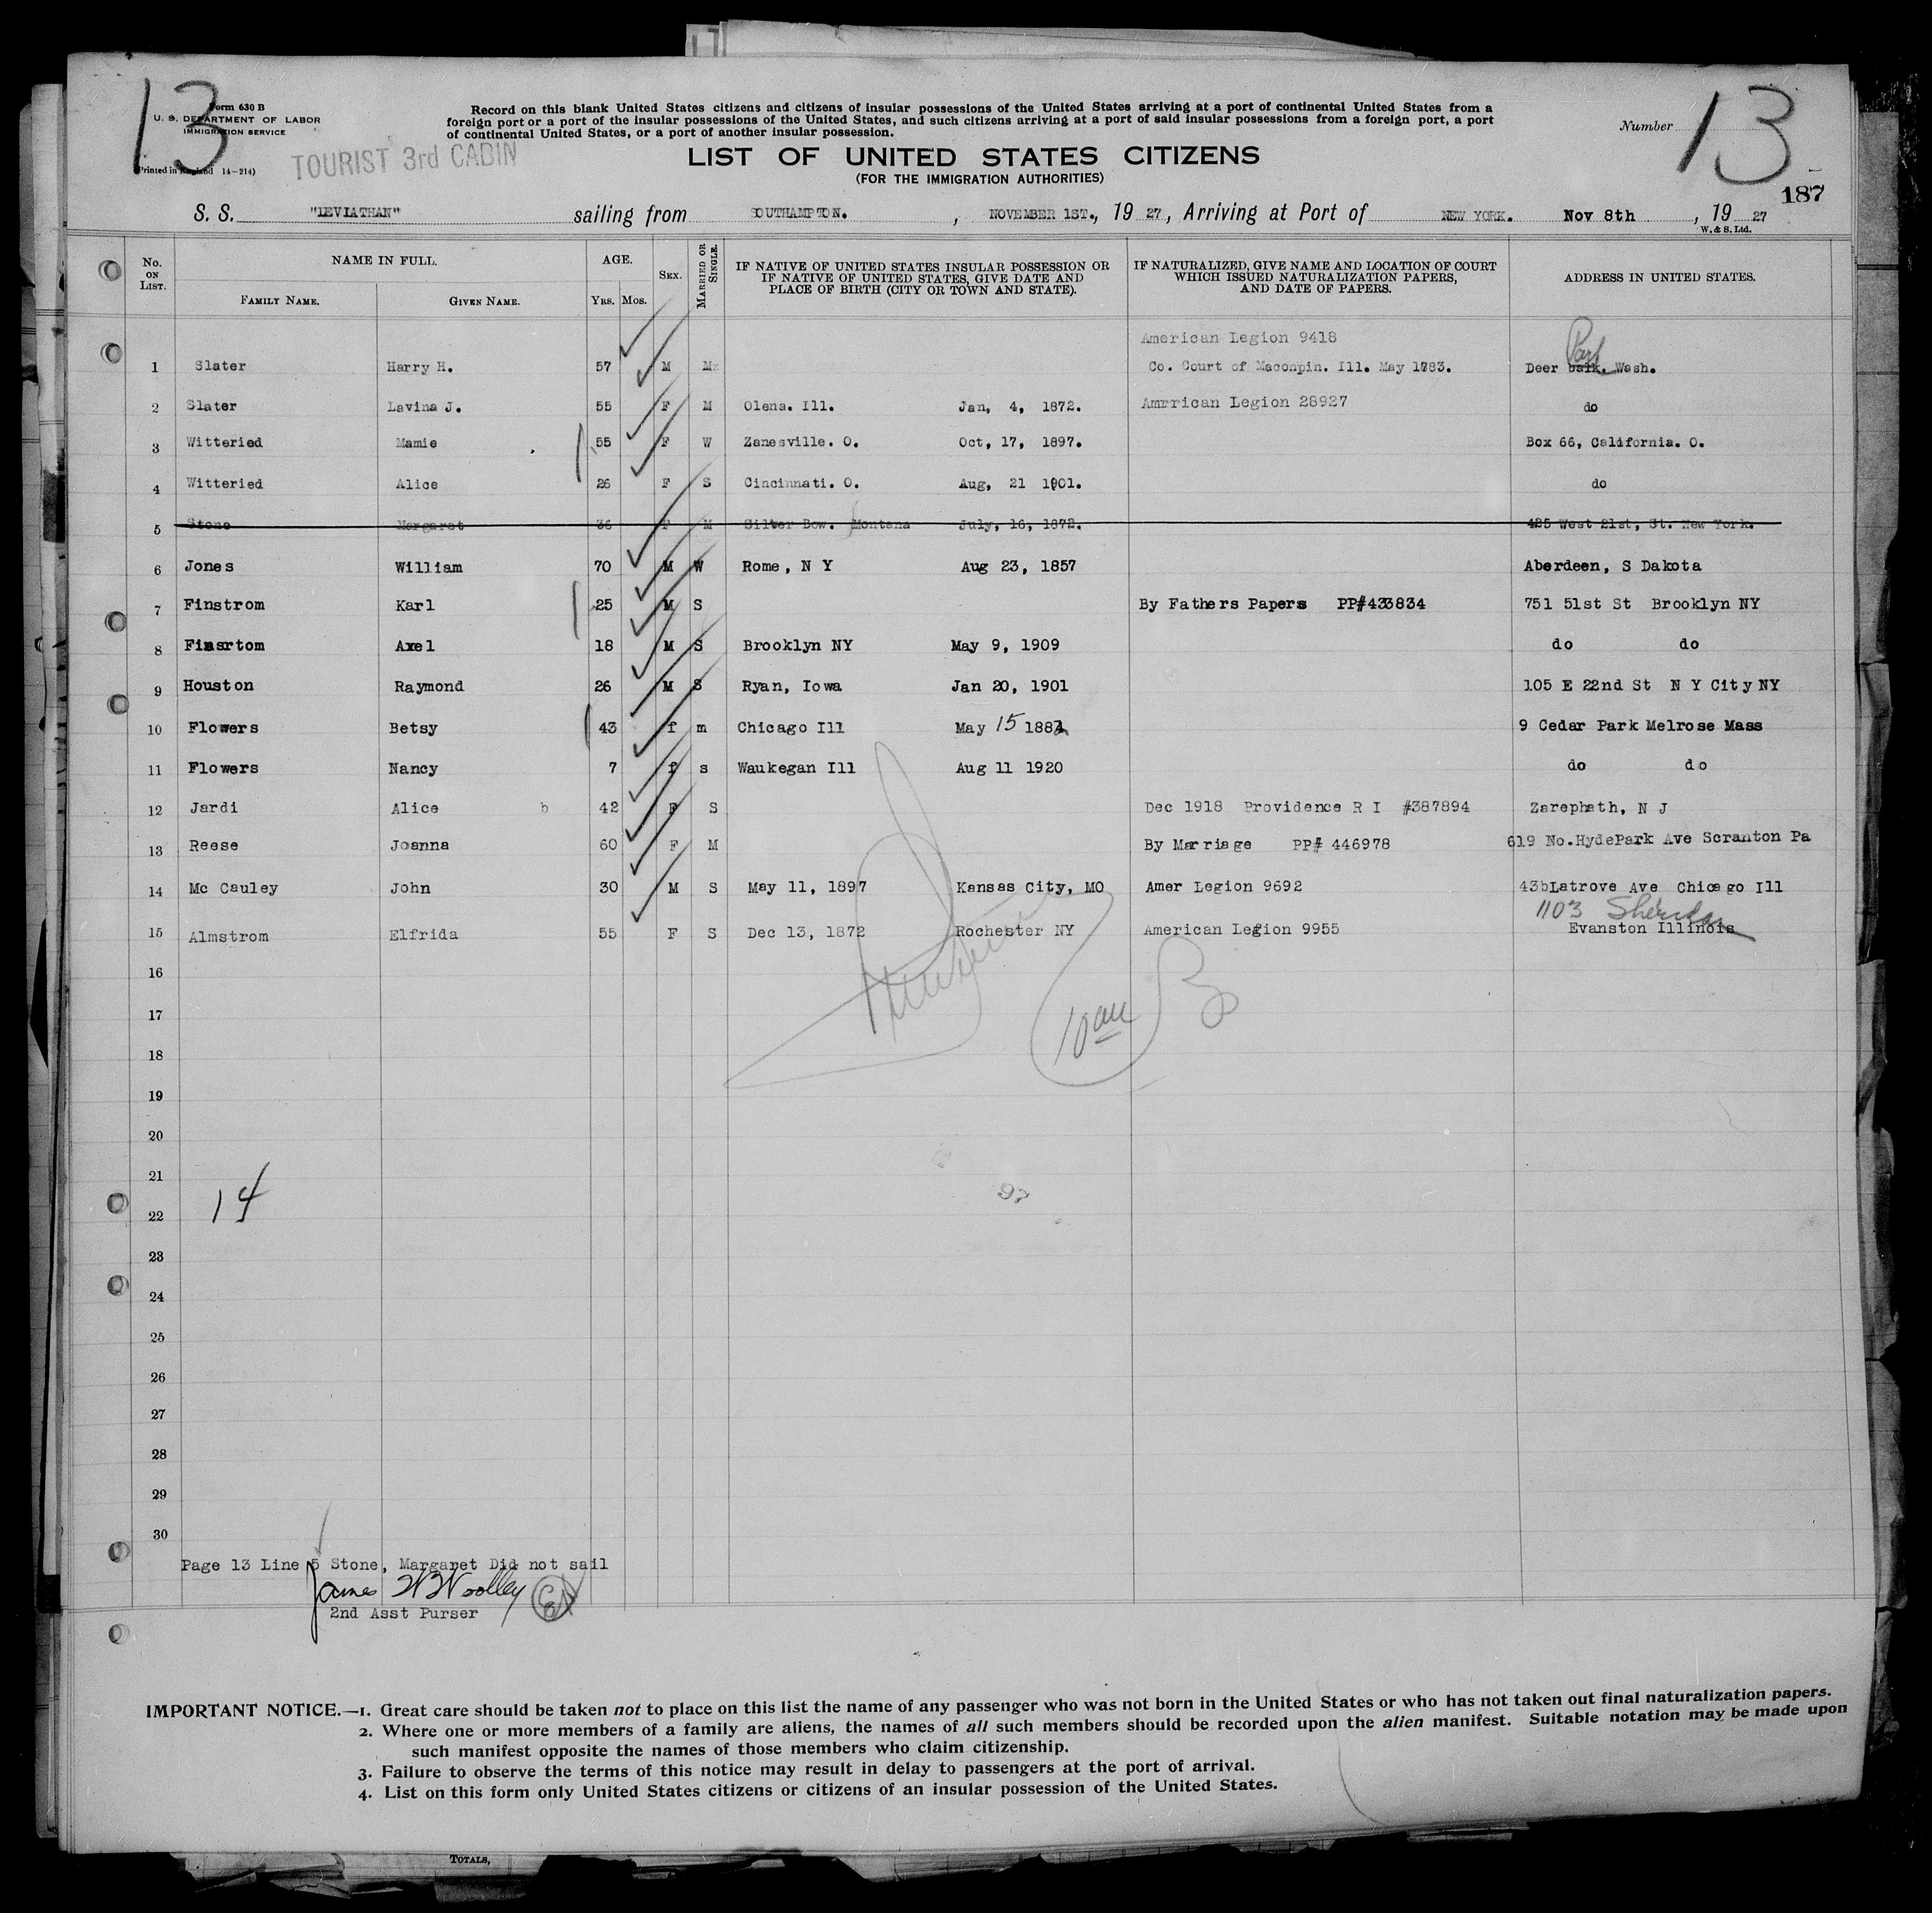 13
Form 630 B
U. S. DEPARTMENT OF LABOR
IMMIGRATION SERVICE
Printed in England 14-214)
TOURIST 3rd CABIN
Record on this blank United States citizens and citizens of insular possessions of the United States arriving at a port of continental United States from a
foreign port or a port of the insular possessions of the United States, and such citizens arriving at a port of said insular possessions from a foreign port, a port
of continental United States, or a port of another insular possession.
LIST OF UNITED STATES CITIZENS
(FOR THE IMMIGRATION AUTHORITIES)
Number 13
187
S. S. "LEVIATHAN" sailing from SOUTHAMPTON. , NOVEMBER 1ST., 19 27, Arriving at Port of NEW YORK. Nov 8th , 19 27
W. & S. Ltd.
No. ON LIST. NAME IN FULL. FAMILY NAME. GIVEN NAME. AGE. YRS. MOS. SEX. MARRIED OR SINGLE. IF NATIVE OF UNITED STATES INSULAR POSSESSION OR IF NATIVE OF UNITED STATES, GIVE DATE AND PLACE OF BIRTH (CITY OR TOWN AND STATE). IF NATURALIZED, GIVE NAME AND LOCATION OF COURT WHICH ISSUED NATURALIZATION PAPERS, AND DATE OF PAPERS. ADDRESS IN UNITED STATES.
American Legion 9418 Park
1 Slater Harry H. 57 M M Co. Court of Maconpin. Ill. May 1783. Deer balk. Wash.
2 Slater Lavina J. 55 F M Olena. Ill. Jan, 4, 1872. Amrrican Legion 28927 do
3 Witteried Mamie 55 F W Zanesville. O. Oct, 17, 1897. Box 66, California. O.
4 Witteried Alice 26 F S Cincinnati. O. Aug, 21 1901. do
5 Stone Margaret 36 F M Silver Bow. Montana July, 16, 1872. 425 West 21st, St. New York.
6 Jones William 70 M W Rome, N Y Aug 23, 1857 Aberdeen, S Dakota
7 Finstrom Karl 25 M S By Fathers Papers PP#433834 751 51st St Brooklyn NY
8 Finsrtom Axel 18 M S Brooklyn NY May 9, 1909 do do
9 Houston Raymond 26 M S Ryan, Iowa Jan 20, 1901 105 E 22nd St N Y City NY
10 Flowers Betsy 43 f m Chicago Ill May 15 1882 9 Cedar Park Melrose Mass
11 Flowers Nancy 7 f s Waukegan Ill Aug 11 1920 do do
12 Jardi Alice b 42 F S Dec 1918 Providence R I #387894 Zarephath, N J
13 Reese Joanna 60 F M By Marriage PP# 446978 619 No.HydePark Ave Scranton Pa
14 Mc Cauley John 30 M S May 11, 1897 Kansas City, MO Amer Legion 9692 43bLatrove Ave Chicago Ill
1103 Sheridan
15 Almstrom Elfrida 55 F S Dec 13, 1872 Rochester NY American Legion 9955 Evanston Illinois
16
17
10 am
18
19
20
21
14
22
23
24
25
26
27
28
29
30
Page 13 Line 5 Stone, Margaret Did not sail
James W Woolley
2nd Asst Purser
IMPORTANT NOTICE.—1. Great care should be taken not to place on this list the name of any passenger who was not born in the United States or who has not taken out final naturalization papers.
2. Where one or more members of a family are aliens, the names of all such members should be recorded upon the alien manifest. Suitable notation may be made upon
such manifest opposite the names of those members who claim citizenship.
3. Failure to observe the terms of this notice may result in delay to passengers at the port of arrival.
4. List on this form only United States citizens or citizens of an insular possession of the United States.
TOTALS,